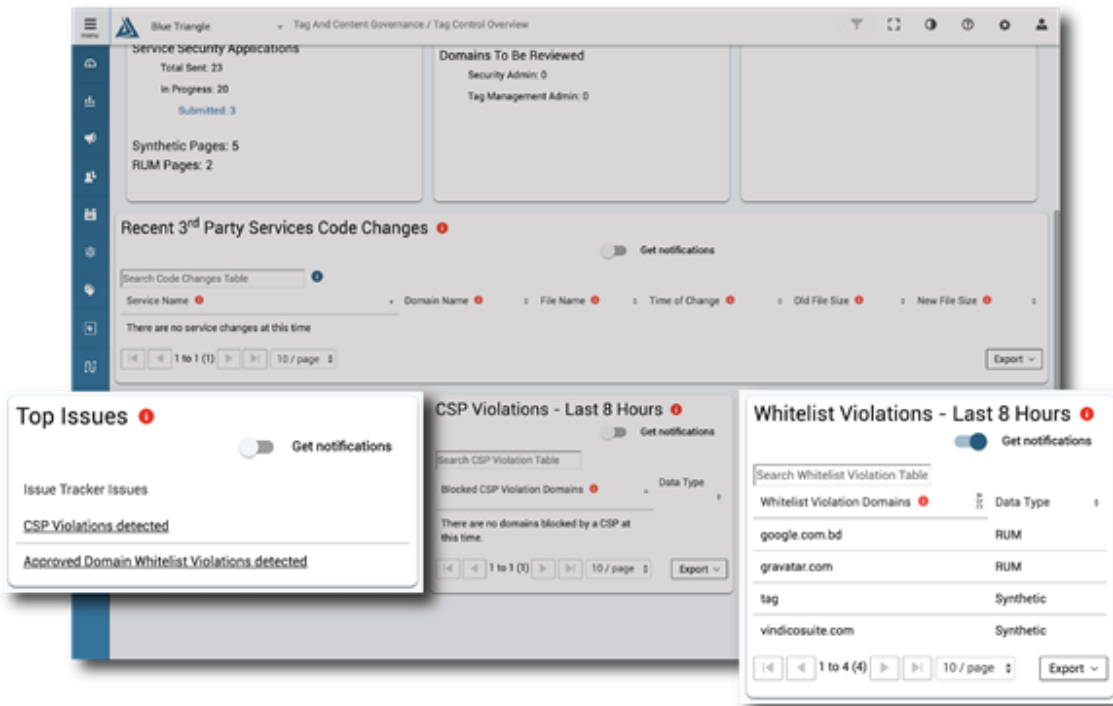 menu
Blue Triangle
Tag And Content Governance / Tag Control Overview
Service Security Applications
Total Sent: 23
In Progress: 20
Submitted: 3
Synthetic Pages: 5
RUM Pages: 2
Domains To Be Reviewed
Security Admin: 0
Tag Management Admin: 0
Recent 3rd Party Services Code Changes
Get notifications
Search Code Changes Table
Service Name Domain Name File Name Time of Change Old File Size New File Size
There are no service changes at this time
1 to 1 (1) 10 / page Export
Top Issues
Get notifications
Issue Tracker Issues
CSP Violations detected
Approved Domain Whitelist Violations detected
CSP Violations - Last 8 Hours
Get notifications
Search CSP Violation Table
Blocked CSP Violation Domains Data Type
There are no domains blocked by a CSP at
this time.
1 to 1 (1) 10 / page Export
Whitelist Violations - Last 8 Hours
Get notifications
Search Whitelist Violation Table
Whitelist Violation Domains Data Type
google.com.bd RUM
gravatar.com RUM
tag Synthetic
vindicosuite.com Synthetic
1 to 4 (4) 10 / page Export